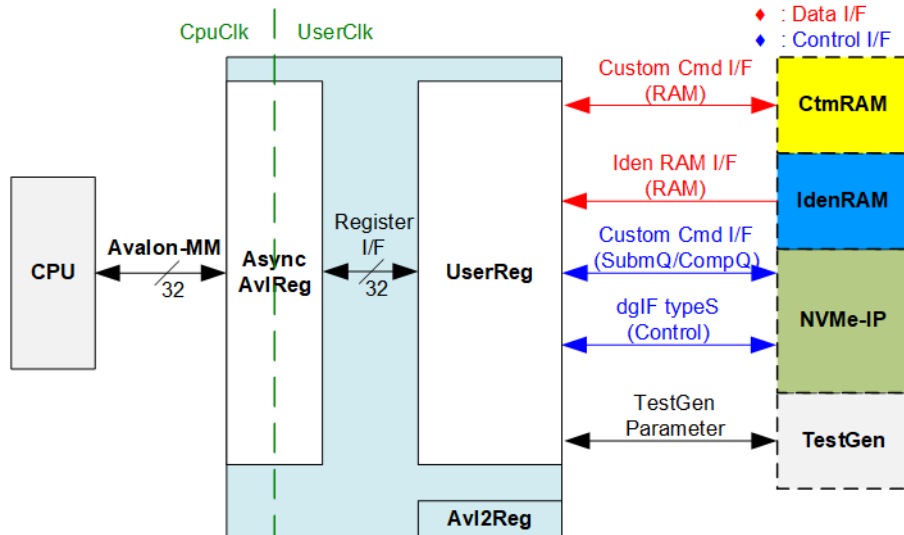 CpuClk
UserClk
♦ : Data I/F
♦ : Control I/F
Custom Cmd I/F
(RAM)
CtmRAM
Iden RAM I/F
(RAM)
IdenRAM
CPU
Avalon-MM
32
Async
AvlReg
Register
I/F
32
UserReg
Custom Cmd I/F
(SubmQ/CompQ)
dgIF typeS
(Control)
NVMe-IP
TestGen
Parameter
TestGen
Avl2Reg